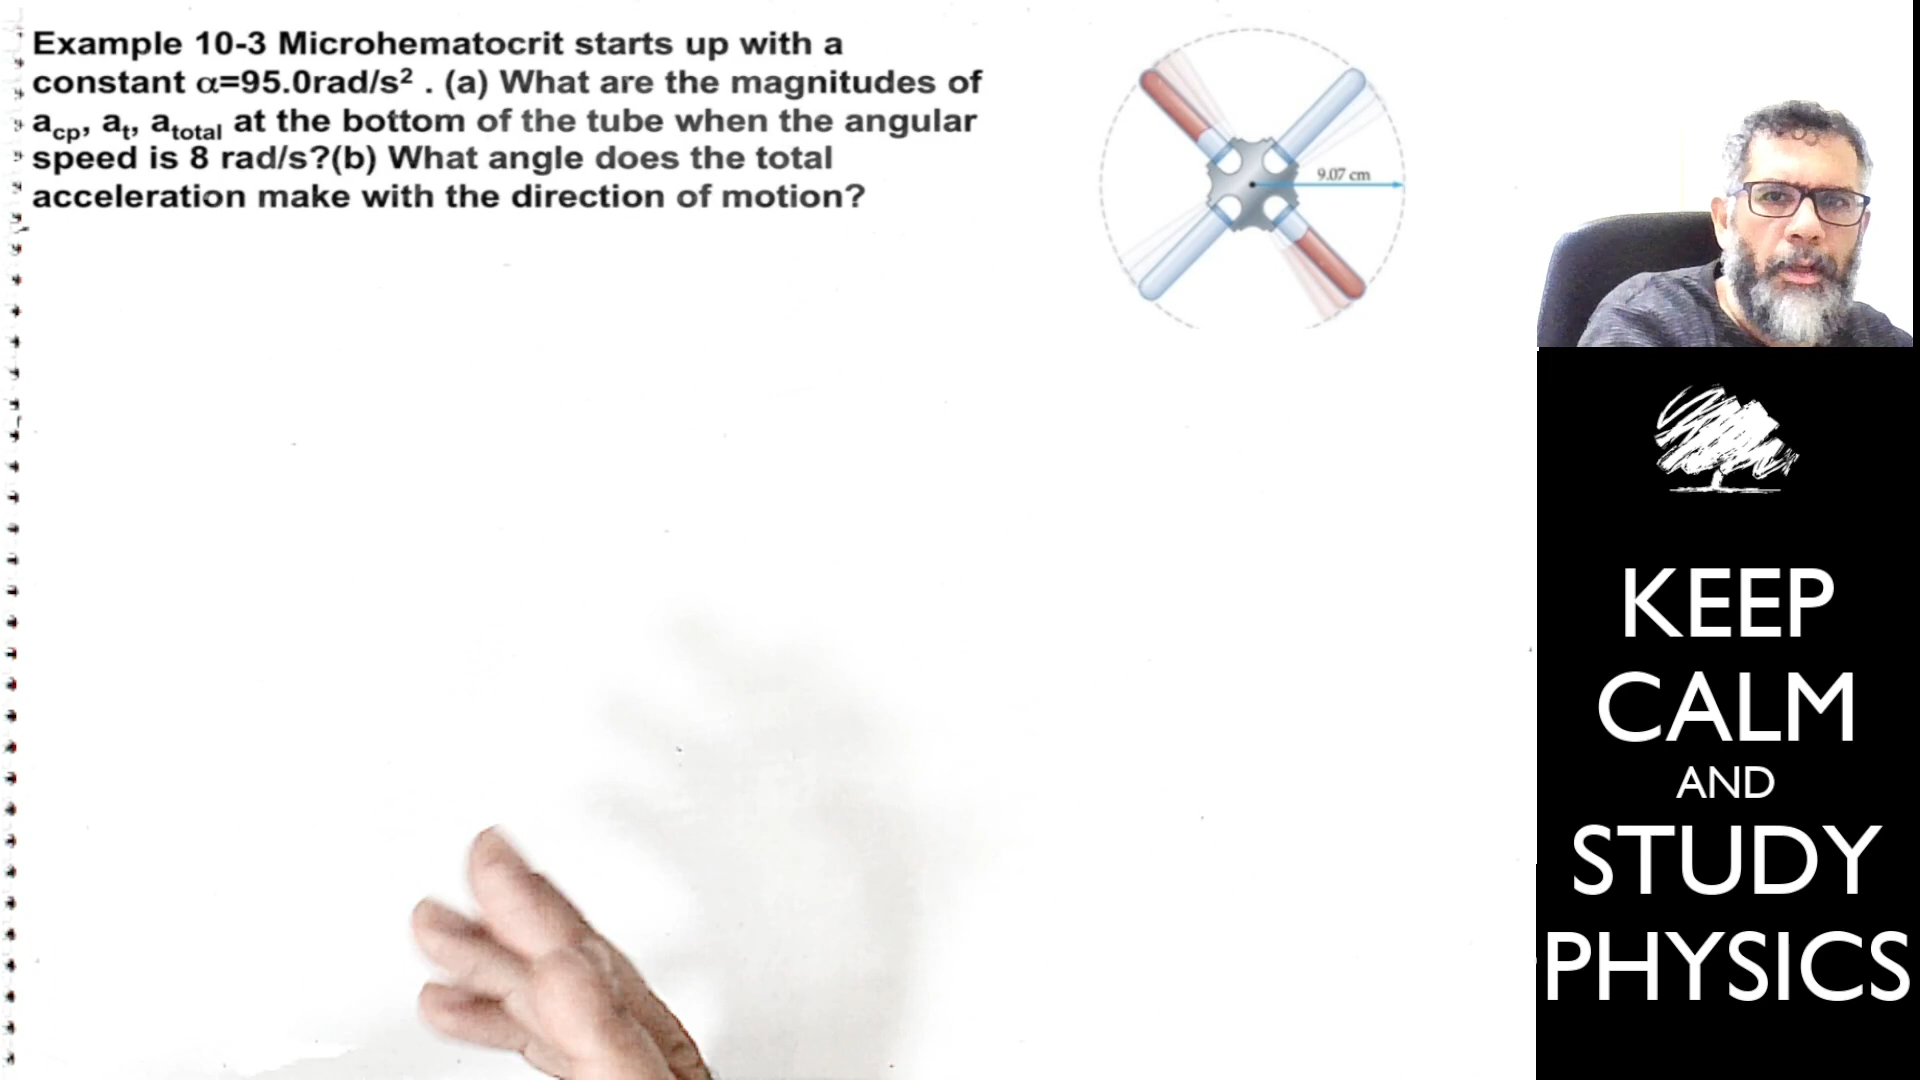 Example 10-3 Microhematocrit starts up with a
constant α=95.0rad/s² . (a) What are the magnitudes of
acp, at, atotal at the bottom of the tube when the angular
speed is 8 rad/s?(b) What angle does the total
acceleration make with the direction of motion?
9.07 cm
KEEP
CALM
AND
STUDY
PHYSICS